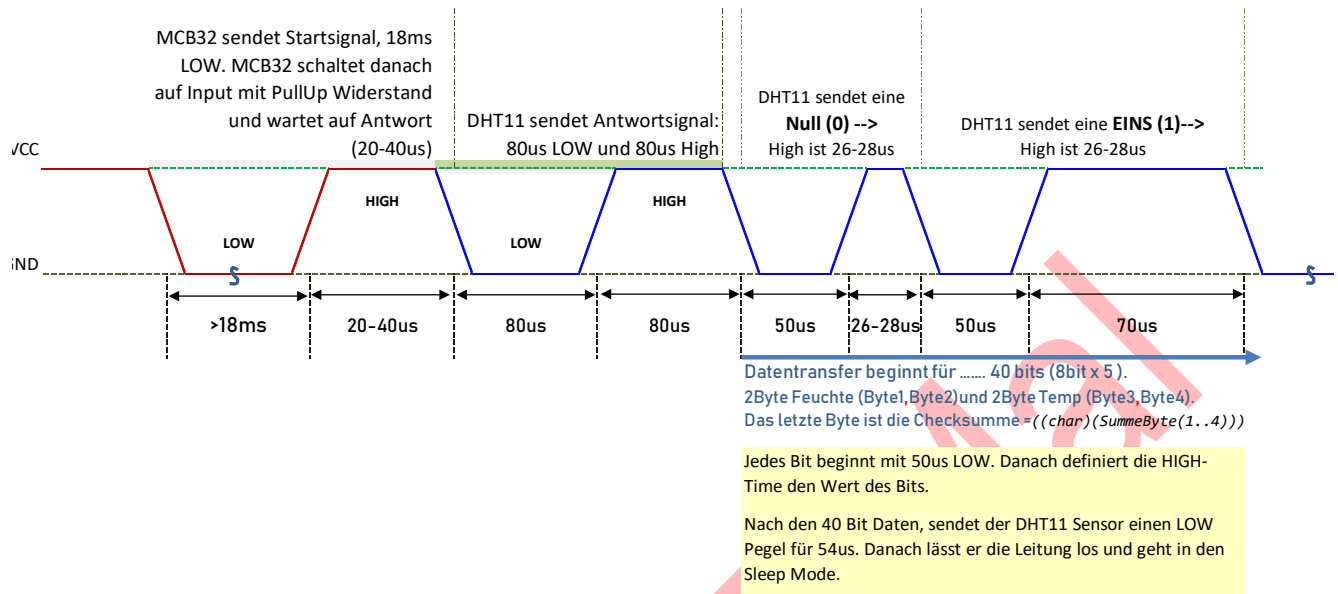 MCB32 sendet Startsignal, 18ms
LOW. MCB32 schaltet danach
auf Input mit PullUp Widerstand
und wartet auf Antwort
(20-40us)
DHT11 sendet Antwortsignal:
80us LOW und 80us High
DHT11 sendet eine
Null (0) -->
High ist 26-28us
DHT11 sendet eine EINS (1)-->
High ist 26-28us
VCC
HIGH
HIGH
LOW
LOW
GND
>18ms
20-40us
80us
80us
50us
26-28us
50us
70us
Datentransfer beginnt für ....... 40 bits (8bit x 5 ).
2Byte Feuchte (Byte1,Byte2)und 2Byte Temp (Byte3,Byte4).
Das letzte Byte ist die Checksumme =((char)(SummeByte(1..4)))
Jedes Bit beginnt mit 50us LOW. Danach definiert die HIGH-
Time den Wert des Bits.
Nach den 40 Bit Daten, sendet der DHT11 Sensor einen LOW
Pegel für 54us. Danach lässt er die Leitung los und geht in den
Sleep Mode.